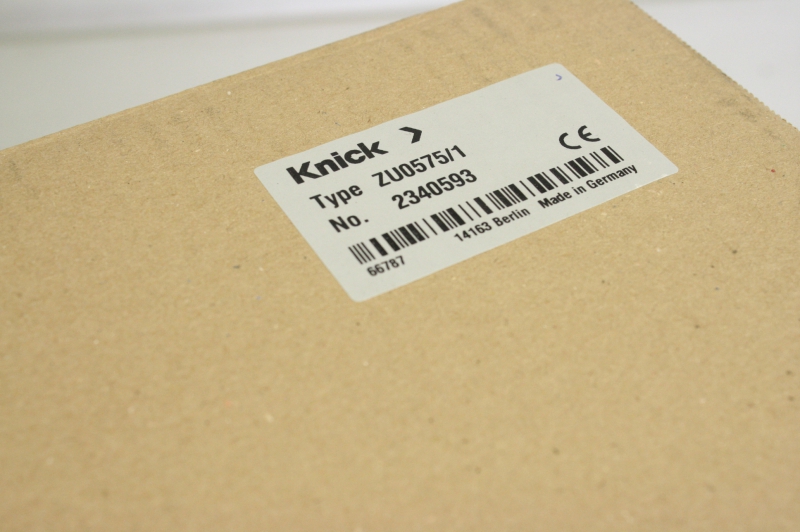 Knick
Type ZU0575/1
No. 2340593
CE
66787
14163 Berlin Made in Germany